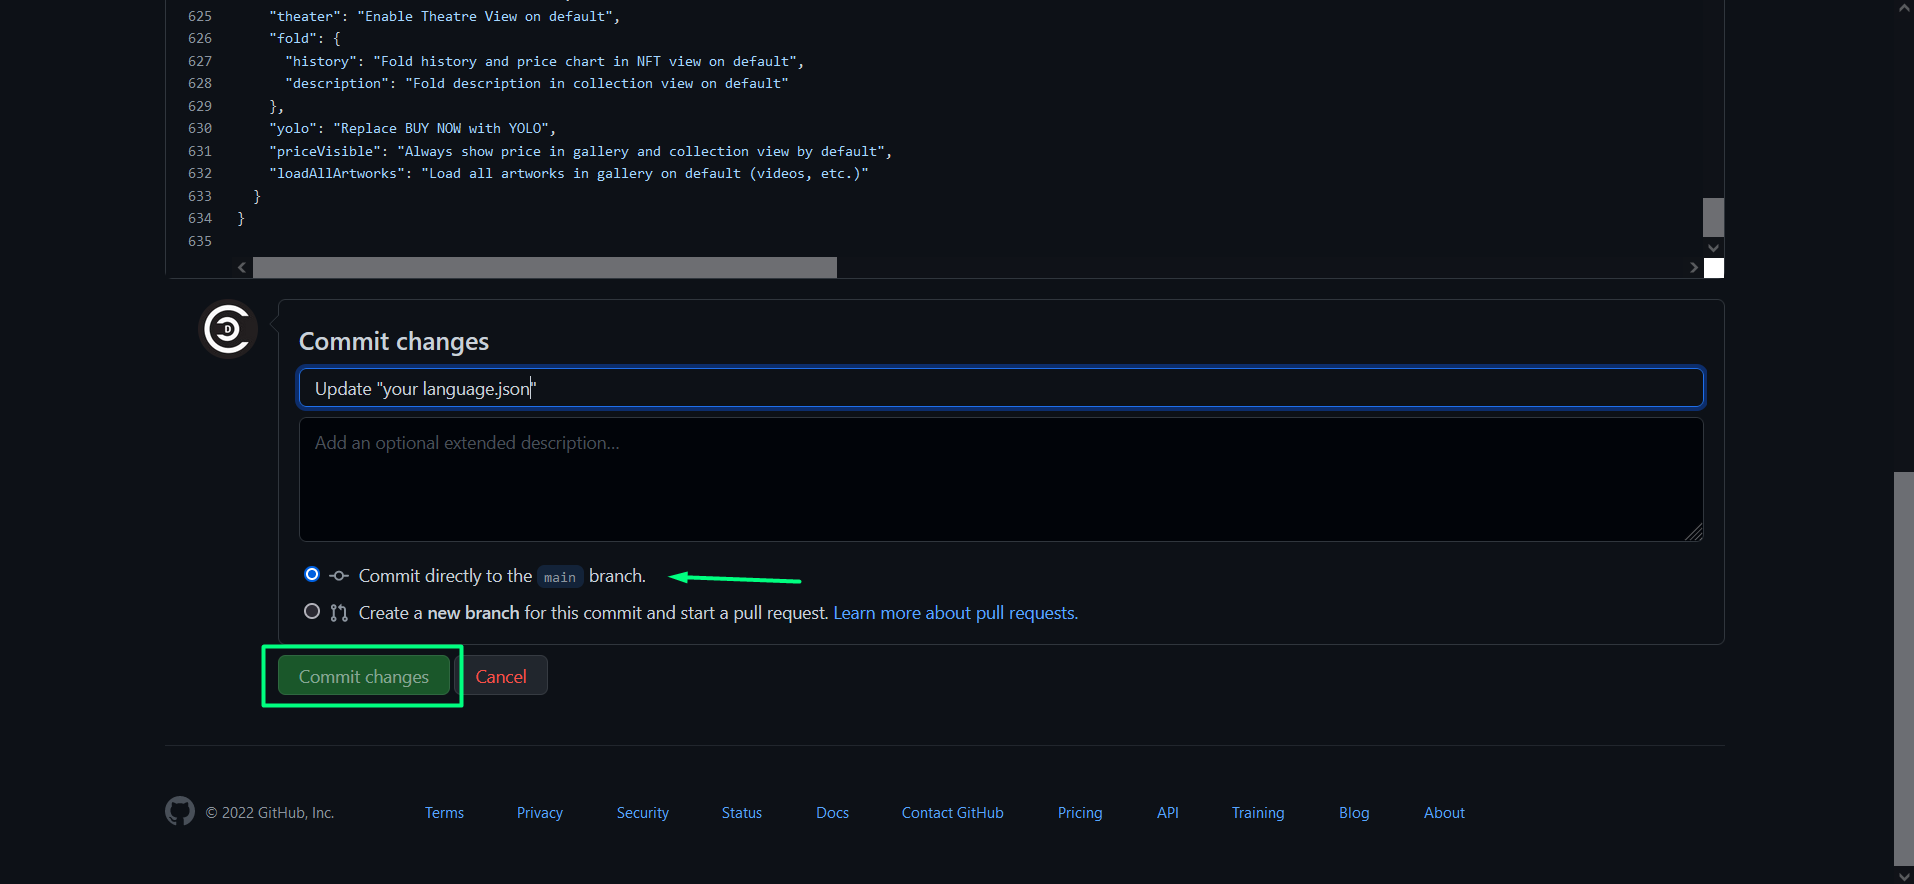 625 "theater": "Enable Theatre View on default",
626 "fold": {
627 "history": "Fold history and price chart in NFT view on default",
628 "description": "Fold description in collection view on default"
629 },
630 "yolo": "Replace BUY NOW with YOLO",
631 "priceVisible": "Always show price in gallery and collection view by default",
632 "loadAllArtworks": "Load all artworks in gallery on default (videos, etc.)"
633 }
634 }
635
D
Commit changes
Update "your language.json"
Add an optional extended description...
Commit directly to the main branch.
Create a new branch for this commit and start a pull request. Learn more about pull requests.
Commit changes Cancel
© 2022 GitHub, Inc. Terms Privacy Security Status Docs Contact GitHub Pricing API Training Blog About